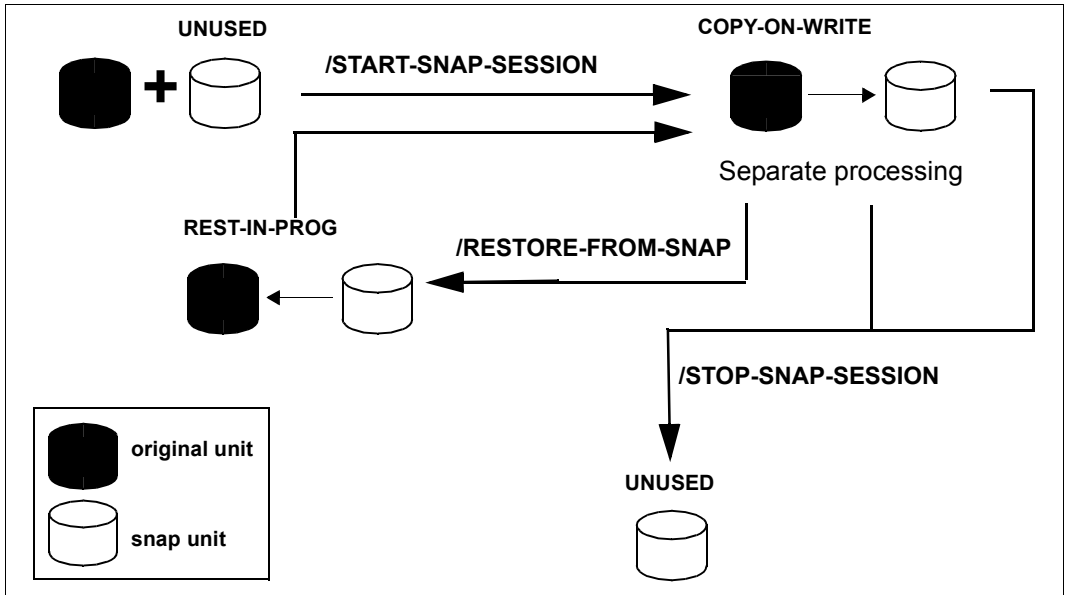 UNUSED
COPY-ON-WRITE
/START-SNAP-SESSION
Separate processing
REST-IN-PROG
/RESTORE-FROM-SNAP
/STOP-SNAP-SESSION
original unit
UNUSED
snap unit